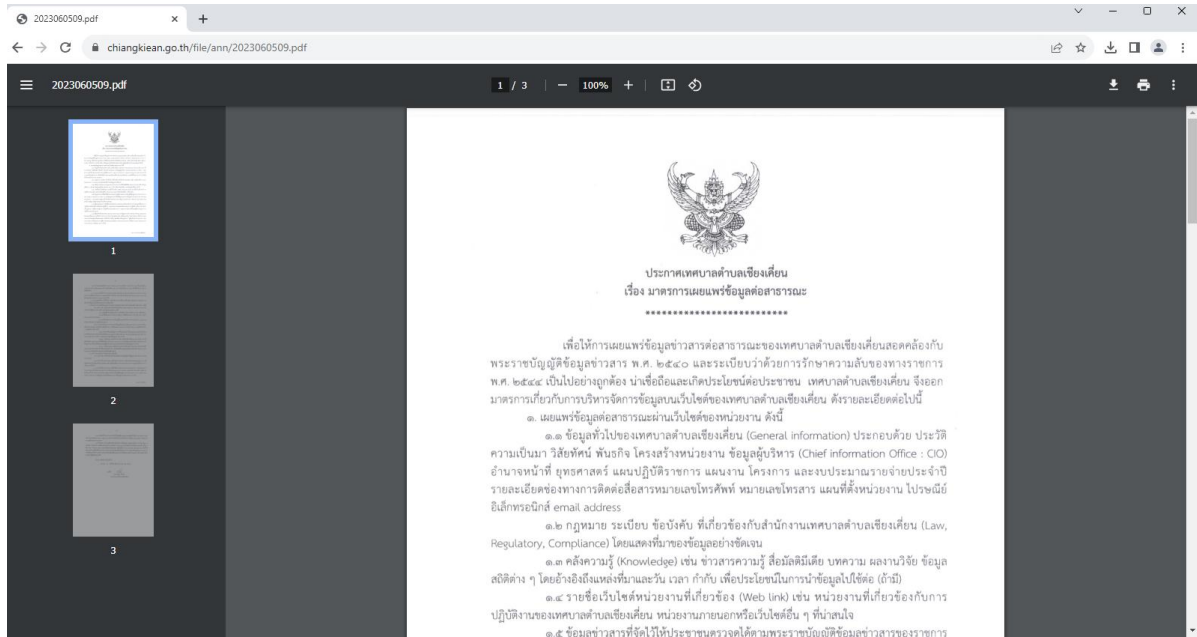 2023060509.pdf
chiangkiean.go.th/file/ann/2023060509.pdf
2023060509.pdf
1 / 3
100%
1
2
3
ประกาศเทศบาลตำบลเชียงเคี่ยน
เรื่อง มาตรการเผยแพร่ข้อมูลต่อสาธารณะ
**************************
เพื่อให้การเผยแพร่ข้อมูลข่าวสารต่อสาธารณะของเทศบาลตำบลเชียงเคี่ยนสอดคล้องกับ
พระราชบัญญัติข้อมูลข่าวสาร พ.ศ. ๒๕๔๐ และระเบียบว่าด้วยการรักษาความลับของทางราชการ
พ.ศ. ๒๕๔๔ เป็นไปอย่างถูกต้อง น่าเชื่อถือและเกิดประโยชน์ต่อประชาชน เทศบาลตำบลเชียงเคี่ยน จึงออก
มาตรการเกี่ยวกับการบริหารจัดการข้อมูลบนเว็บไซต์ของเทศบาลตำบลเชียงเคี่ยน ดังรายละเอียดต่อไปนี้
๑. เผยแพร่ข้อมูลต่อสาธารณะผ่านเว็บไซต์ของหน่วยงาน ดังนี้
๑.๑ ข้อมูลทั่วไปของเทศบาลตำบลเชียงเคี่ยน (General information) ประกอบด้วย ประวัติ
ความเป็นมา วิสัยทัศน์ พันธกิจ โครงสร้างหน่วยงาน ข้อมูลผู้บริหาร (Chief information Office : CIO)
อำนาจหน้าที่ ยุทธศาสตร์ แผนปฏิบัติราชการ แผนงาน โครงการ และงบประมาณรายจ่ายประจำปี
รายละเอียดช่องทางการติดต่อสื่อสารหมายเลขโทรศัพท์ หมายเลขโทรสาร แผนที่ตั้งหน่วยงาน ไปรษณีย์
อิเล็กทรอนิกส์ email address
๑.๒ กฎหมาย ระเบียบ ข้อบังคับ ที่เกี่ยวข้องกับสำนักงานเทศบาลตำบลเชียงเคี่ยน (Law,
Regulatory, Compliance) โดยแสดงที่มาของข้อมูลอย่างชัดเจน
๑.๓ คลังความรู้ (Knowledge) เช่น ข่าวสารความรู้ สื่อมัลติมีเดีย บทความ ผลงานวิจัย ข้อมูล
สถิติต่าง ๆ โดยอ้างอิงถึงแหล่งที่มาและวัน เวลา กำกับ เพื่อประโยชน์ในการนำข้อมูลไปใช้ต่อ (ถ้ามี)
๑.๔ รายชื่อเว็บไซต์หน่วยงานที่เกี่ยวข้อง (Web link) เช่น หน่วยงานที่เกี่ยวข้องกับการ
ปฏิบัติงานของเทศบาลตำบลเชียงเคี่ยน หน่วยงานภายนอกหรือเว็บไซต์อื่น ๆ ที่น่าสนใจ
๑.๕ ข้อมูลข่าวสารที่จัดไว้ให้ประชาชนตรวจดูได้ตามพระราชบัญญัติข้อมูลข่าวสารของราชการ